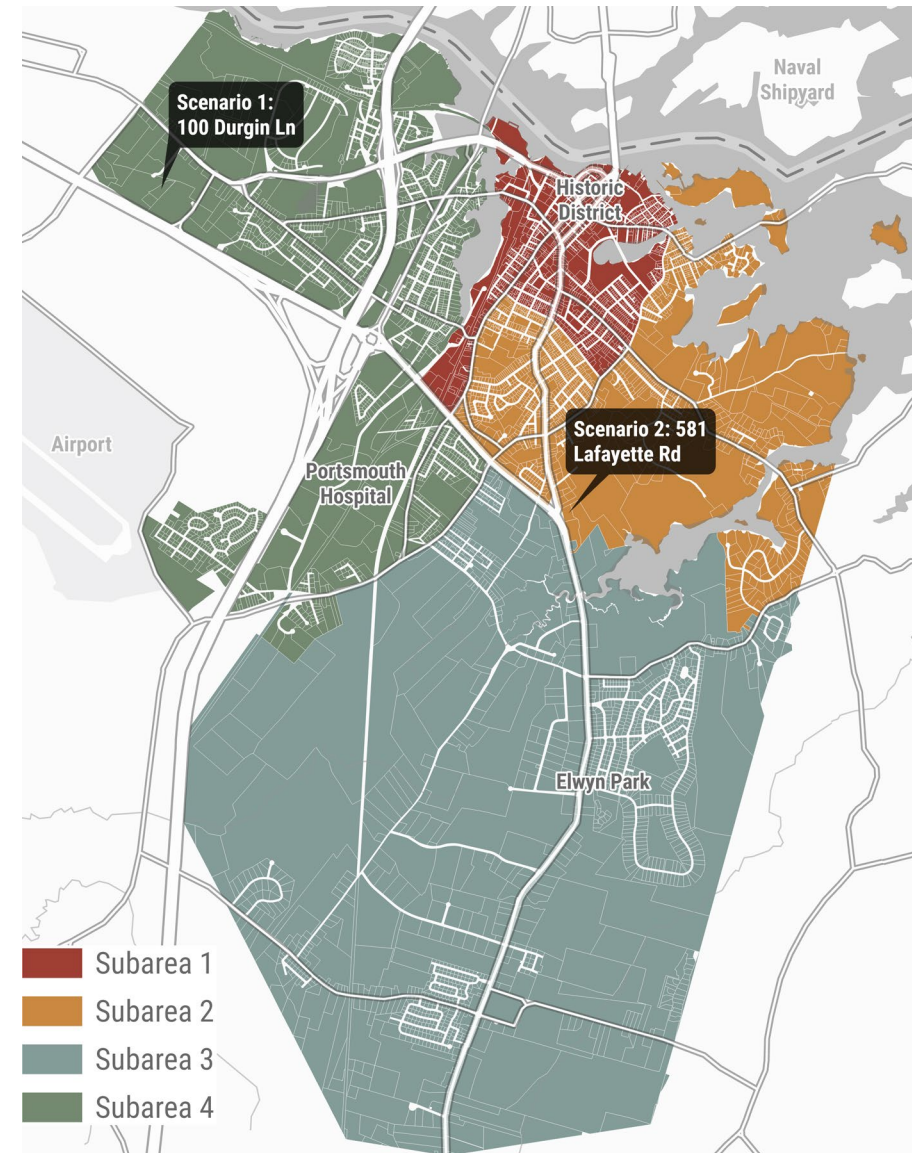 Naval
Shipyard
Scenario 1:
100 Durgin Ln
Historic
District
Scenario 2: 581
Lafayette Rd
Airport
Portsmouth
Hospital
Elwyn Park
Subarea 1
Subarea 2
Subarea 3
Subarea 4